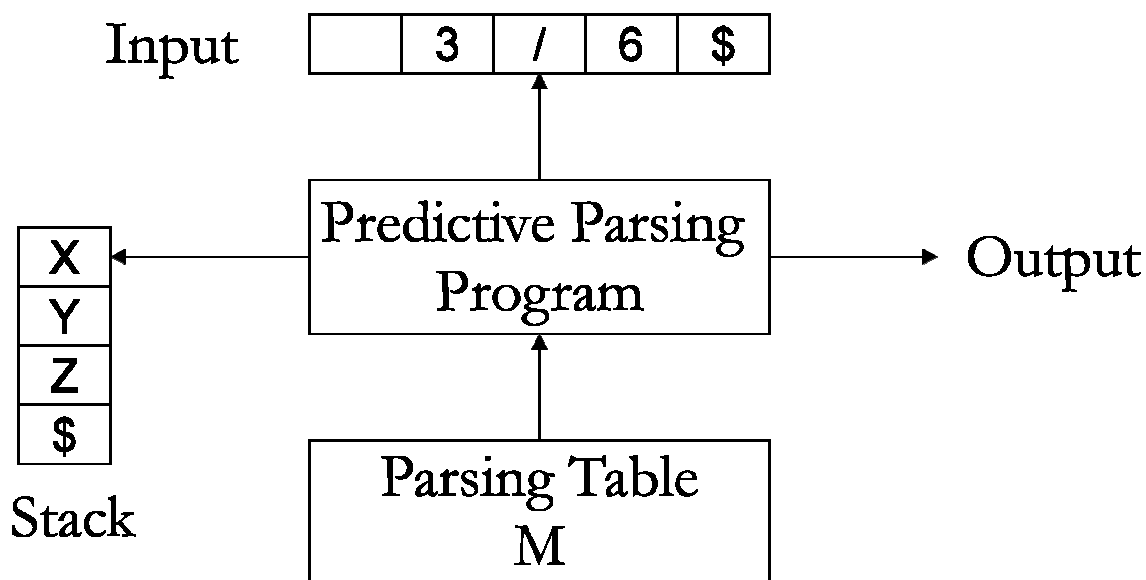 Input
3 / 6 $
Predictive Parsing
Program
Output
X
Y
Z
$
Stack
Parsing Table
M